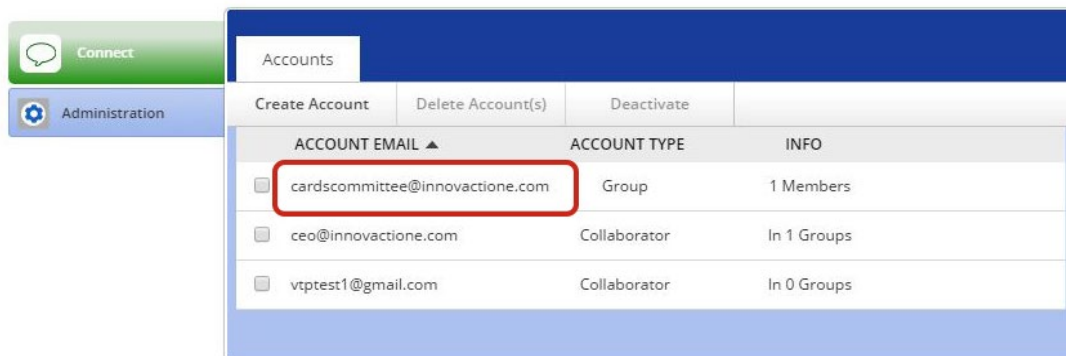 Connect
Administration
Accounts
Create Account Delete Account(s) Deactivate
ACCOUNT EMAIL ▲ ACCOUNT TYPE INFO
cardscommittee@innovactione.com Group 1 Members
ceo@innovactione.com Collaborator In 1 Groups
vtptest1@gmail.com Collaborator In 0 Groups